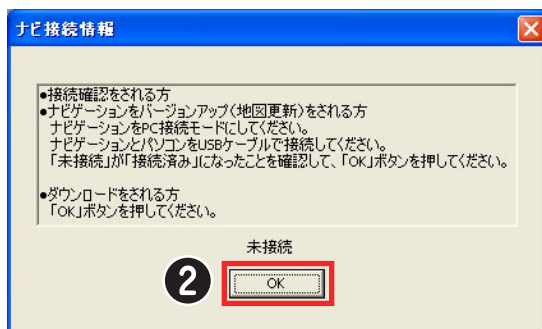 ナビ接続情報
●接続確認をされる方
●ナビゲーションをバージョンアップ(地図更新)をされる方
ナビゲーションをPC接続モードにしてください。
ナビゲーションとパソコンをUSBケーブルで接続してください。
「未接続」が「接続済み」になったことを確認して、「OK」ボタンを押してください。
●ダウンロードをされる方
「OK」ボタンを押してください。
未接続
2
OK